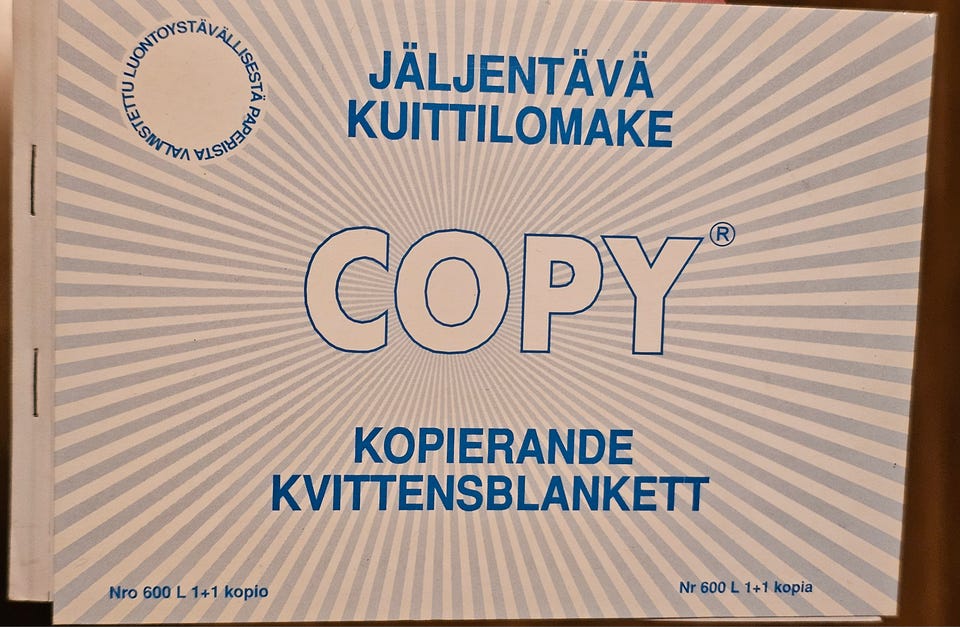 VALMISTETTU LUONTOYSTÄVÄLLISESTÄ PAPERISTA
JÄLJENTÄVÄ
KUITTILOMAKE
COPY®
KOPIERANDE
KVITTENSBLANKETT
Nro 600 L 1+1 kopio
Nr 600 L 1+1 kopia